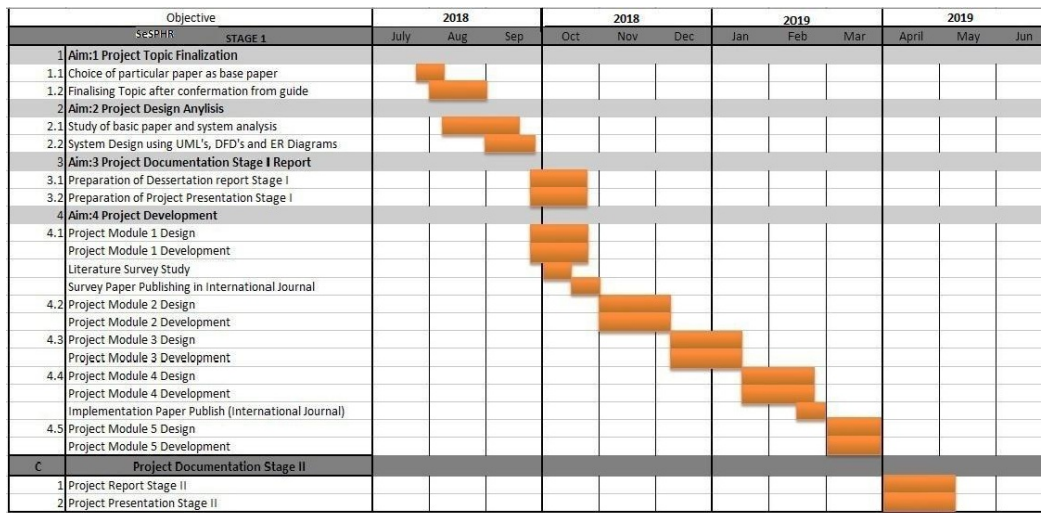 Objective 2018 2018 2019 2019
SeSPHR STAGE 1 July Aug Sep Oct Nov Dec Jan Feb Mar April May Jun
1 Aim:1 Project Topic Finalization
1.1 Choice of particular paper as base paper
1.2 Finalising Topic after confermation from guide
2 Aim:2 Project Design Anylisis
2.1 Study of basic paper and system analysis
2.2 System Design using UML's, DFD's and ER Diagrams
3 Aim:3 Project Documentation Stage I Report
3.1 Preparation of Dessertation report Stage I
3.2 Preparation of Project Presentation Stage I
4 Aim:4 Project Development
4.1 Project Module 1 Design
Project Module 1 Development
Literature Survey Study
Survey Paper Publishing in International Journal
4.2 Project Module 2 Design
Project Module 2 Development
4.3 Project Module 3 Design
Project Module 3 Development
4.4 Project Module 4 Design
Project Module 4 Development
Implementation Paper Publish (International Journal)
4.5 Project Module 5 Design
Project Module 5 Development
C Project Documentation Stage II
1 Project Report Stage II
2 Project Presentation Stage II